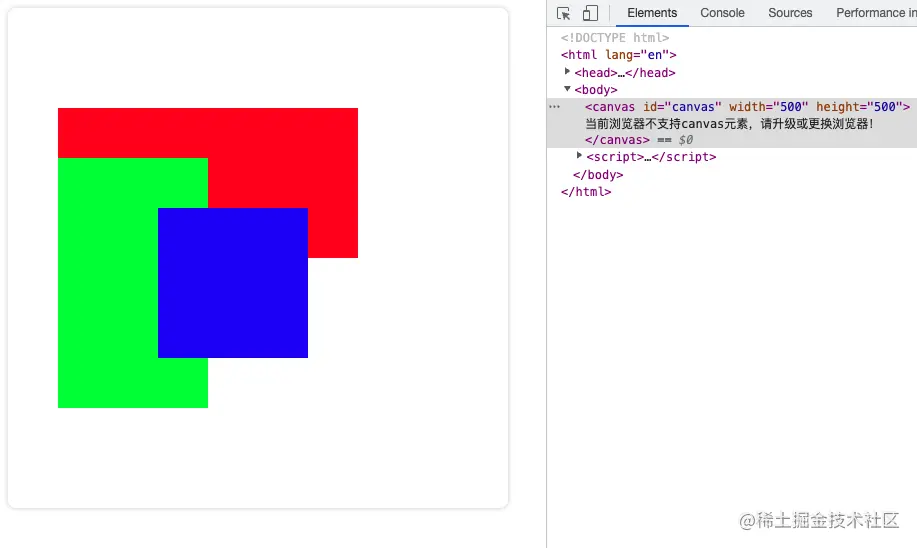 Elements Console Sources Performance in
<!DOCTYPE html>
<html lang="en">
<head>…</head>
<body>
<canvas id="canvas" width="500" height="500">
当前浏览器不支持canvas元素，请升级或更换浏览器！
</canvas> == $0
<script>…</script>
</body>
</html>
@稀土掘金技术社区